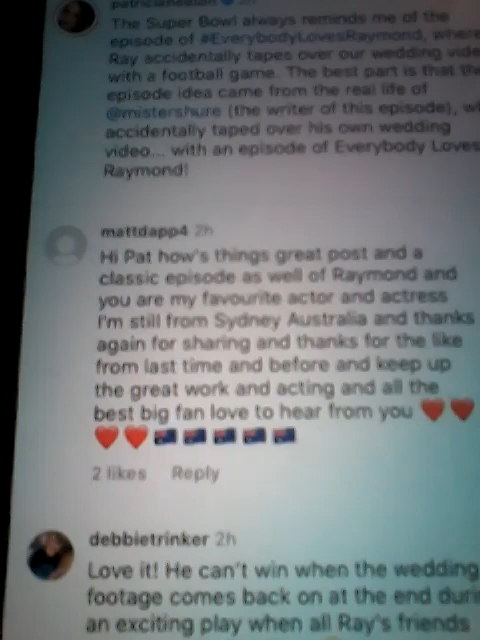 patriciaheaton
The Super Bowl always reminds me of the
episode of #EverybodyLovesRaymond, where
Ray accidentally tapes over our wedding vide
with a football game. The best part is that the
episode idea came from the real life of
@mistershure (the writer of this episode), w
accidentally taped over his own wedding
video.... with an episode of Everybody Loves
Raymond!
mattdapp4 2h
Hi Pat how's things great post and a
classic episode as well of Raymond and
you are my favourite actor and actress
I'm still from Sydney Australia and thanks
again for sharing and thanks for the like
from last time and before and keep up
the great work and acting and all the
best big fan love to hear from you ❤️ ❤️
❤️ ❤️ 🇦🇺 🇦🇺 🇦🇺 🇦🇺 🇦🇺
2 likes Reply
debbietrinker 2h
Love it! He can't win when the wedding
footage comes back on at the end duri
an exciting play when all Ray's friends